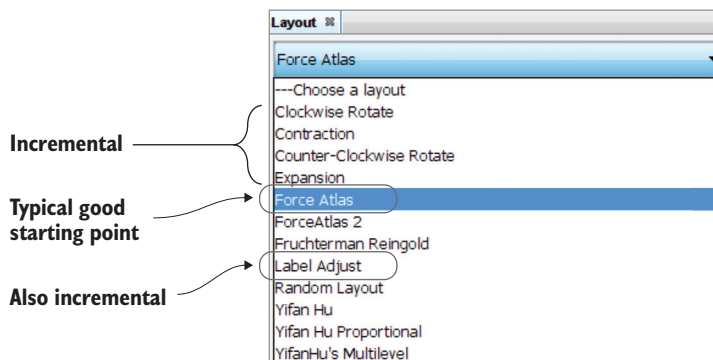 Layout
Force Atlas
---Choose a layout
Clockwise Rotate
Contraction
Counter-Clockwise Rotate
Expansion
Force Atlas
ForceAtlas 2
Fruchterman Reingold
Label Adjust
Random Layout
Yifan Hu
Yifan Hu Proportional
YifanHu's Multilevel
Incremental
Typical good
starting point
Also incremental